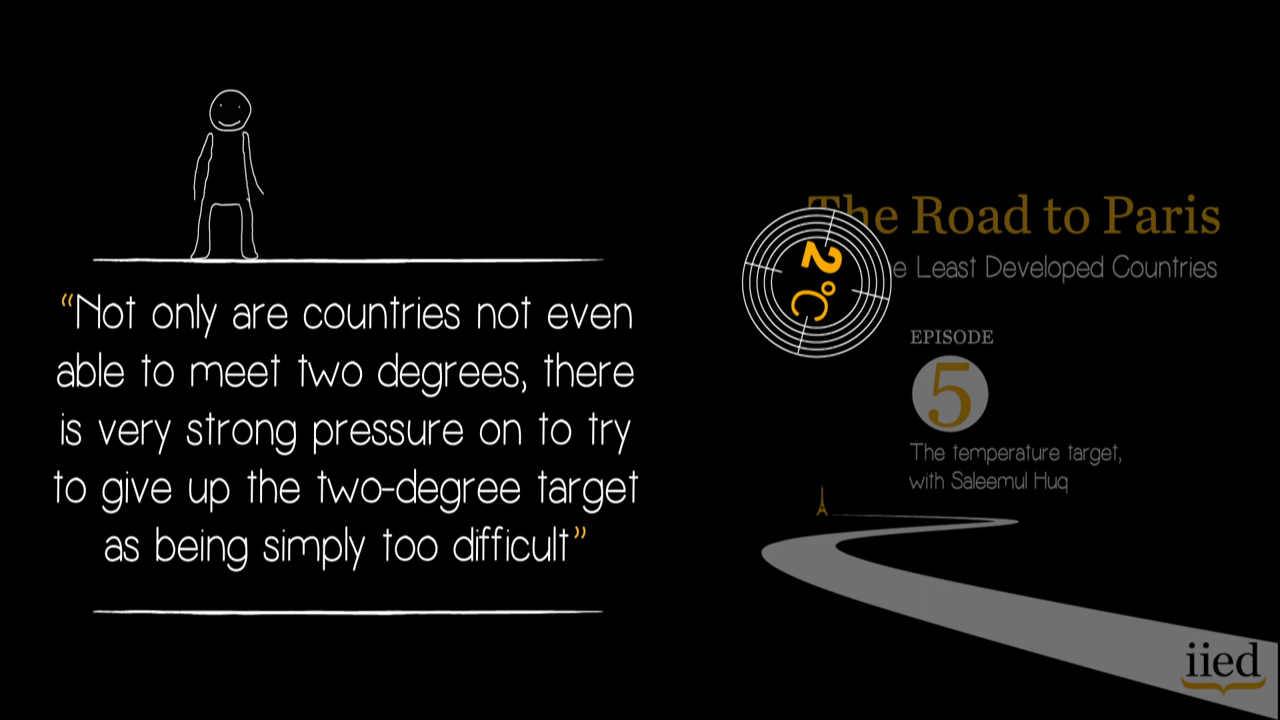 “Not only are countries not even
able to meet two degrees, there
is very strong pressure on to try
to give up the two-degree target
as being simply too difficult”
2°C
The Road to Paris
e Least Developed Countries
EPISODE
5
The temperature target,
with Saleemul Huq
iied